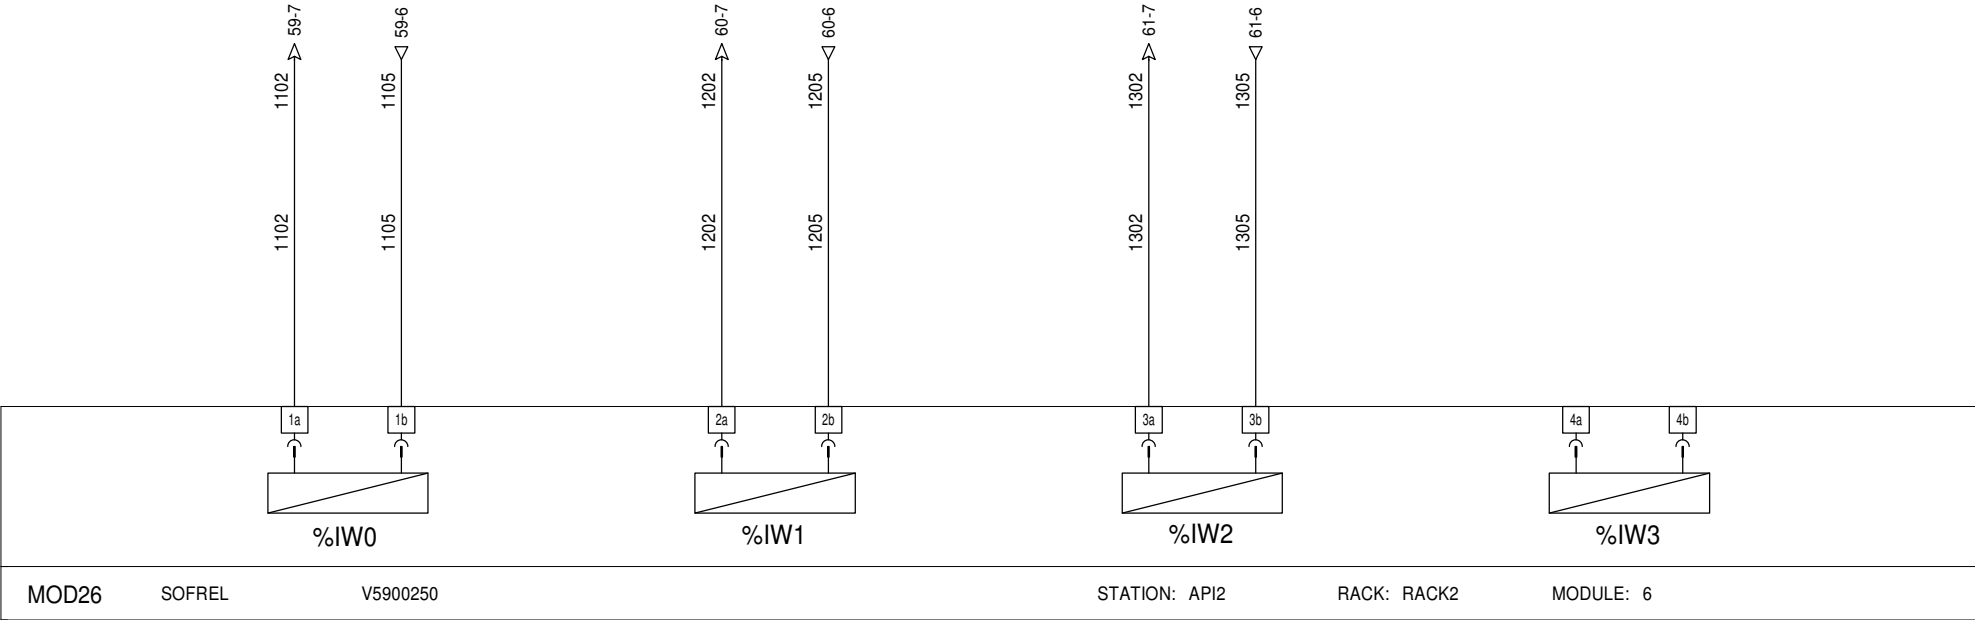 59-7 59-6 60-7 60-6 61-7 61-6
1102 1105 1202 1205 1302 1305
1102 1105 1202 1205 1302 1305
1a 1b 2a 2b 3a 3b 4a 4b
%IW0 %IW1 %IW2 %IW3
MOD26 SOFREL V5900250 STATION: API2 RACK: RACK2 MODULE: 6